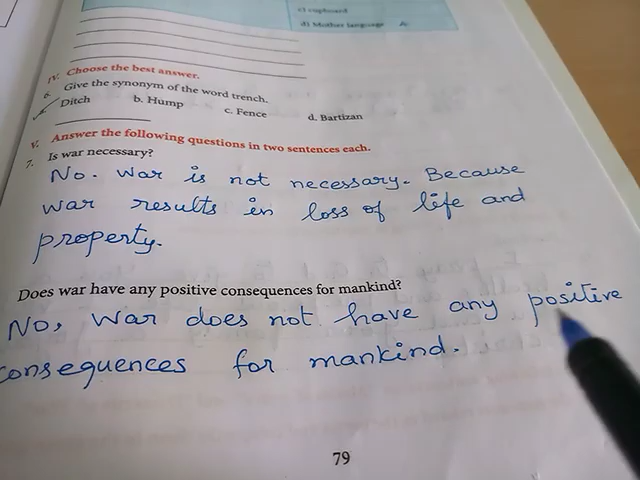 c) cupboard
d) Mother language
IV. Choose the best answer.
6. Give the synonym of the word trench.
Ditch b. Hump c. Fence d. Bartizan
V. Answer the following questions in two sentences each.
7. Is war necessary?
No. War is not necessary. Because
war results in loss of life and
property.
Does war have any positive consequences for mankind?
No, War does not have any positive
consequences for mankind.
79